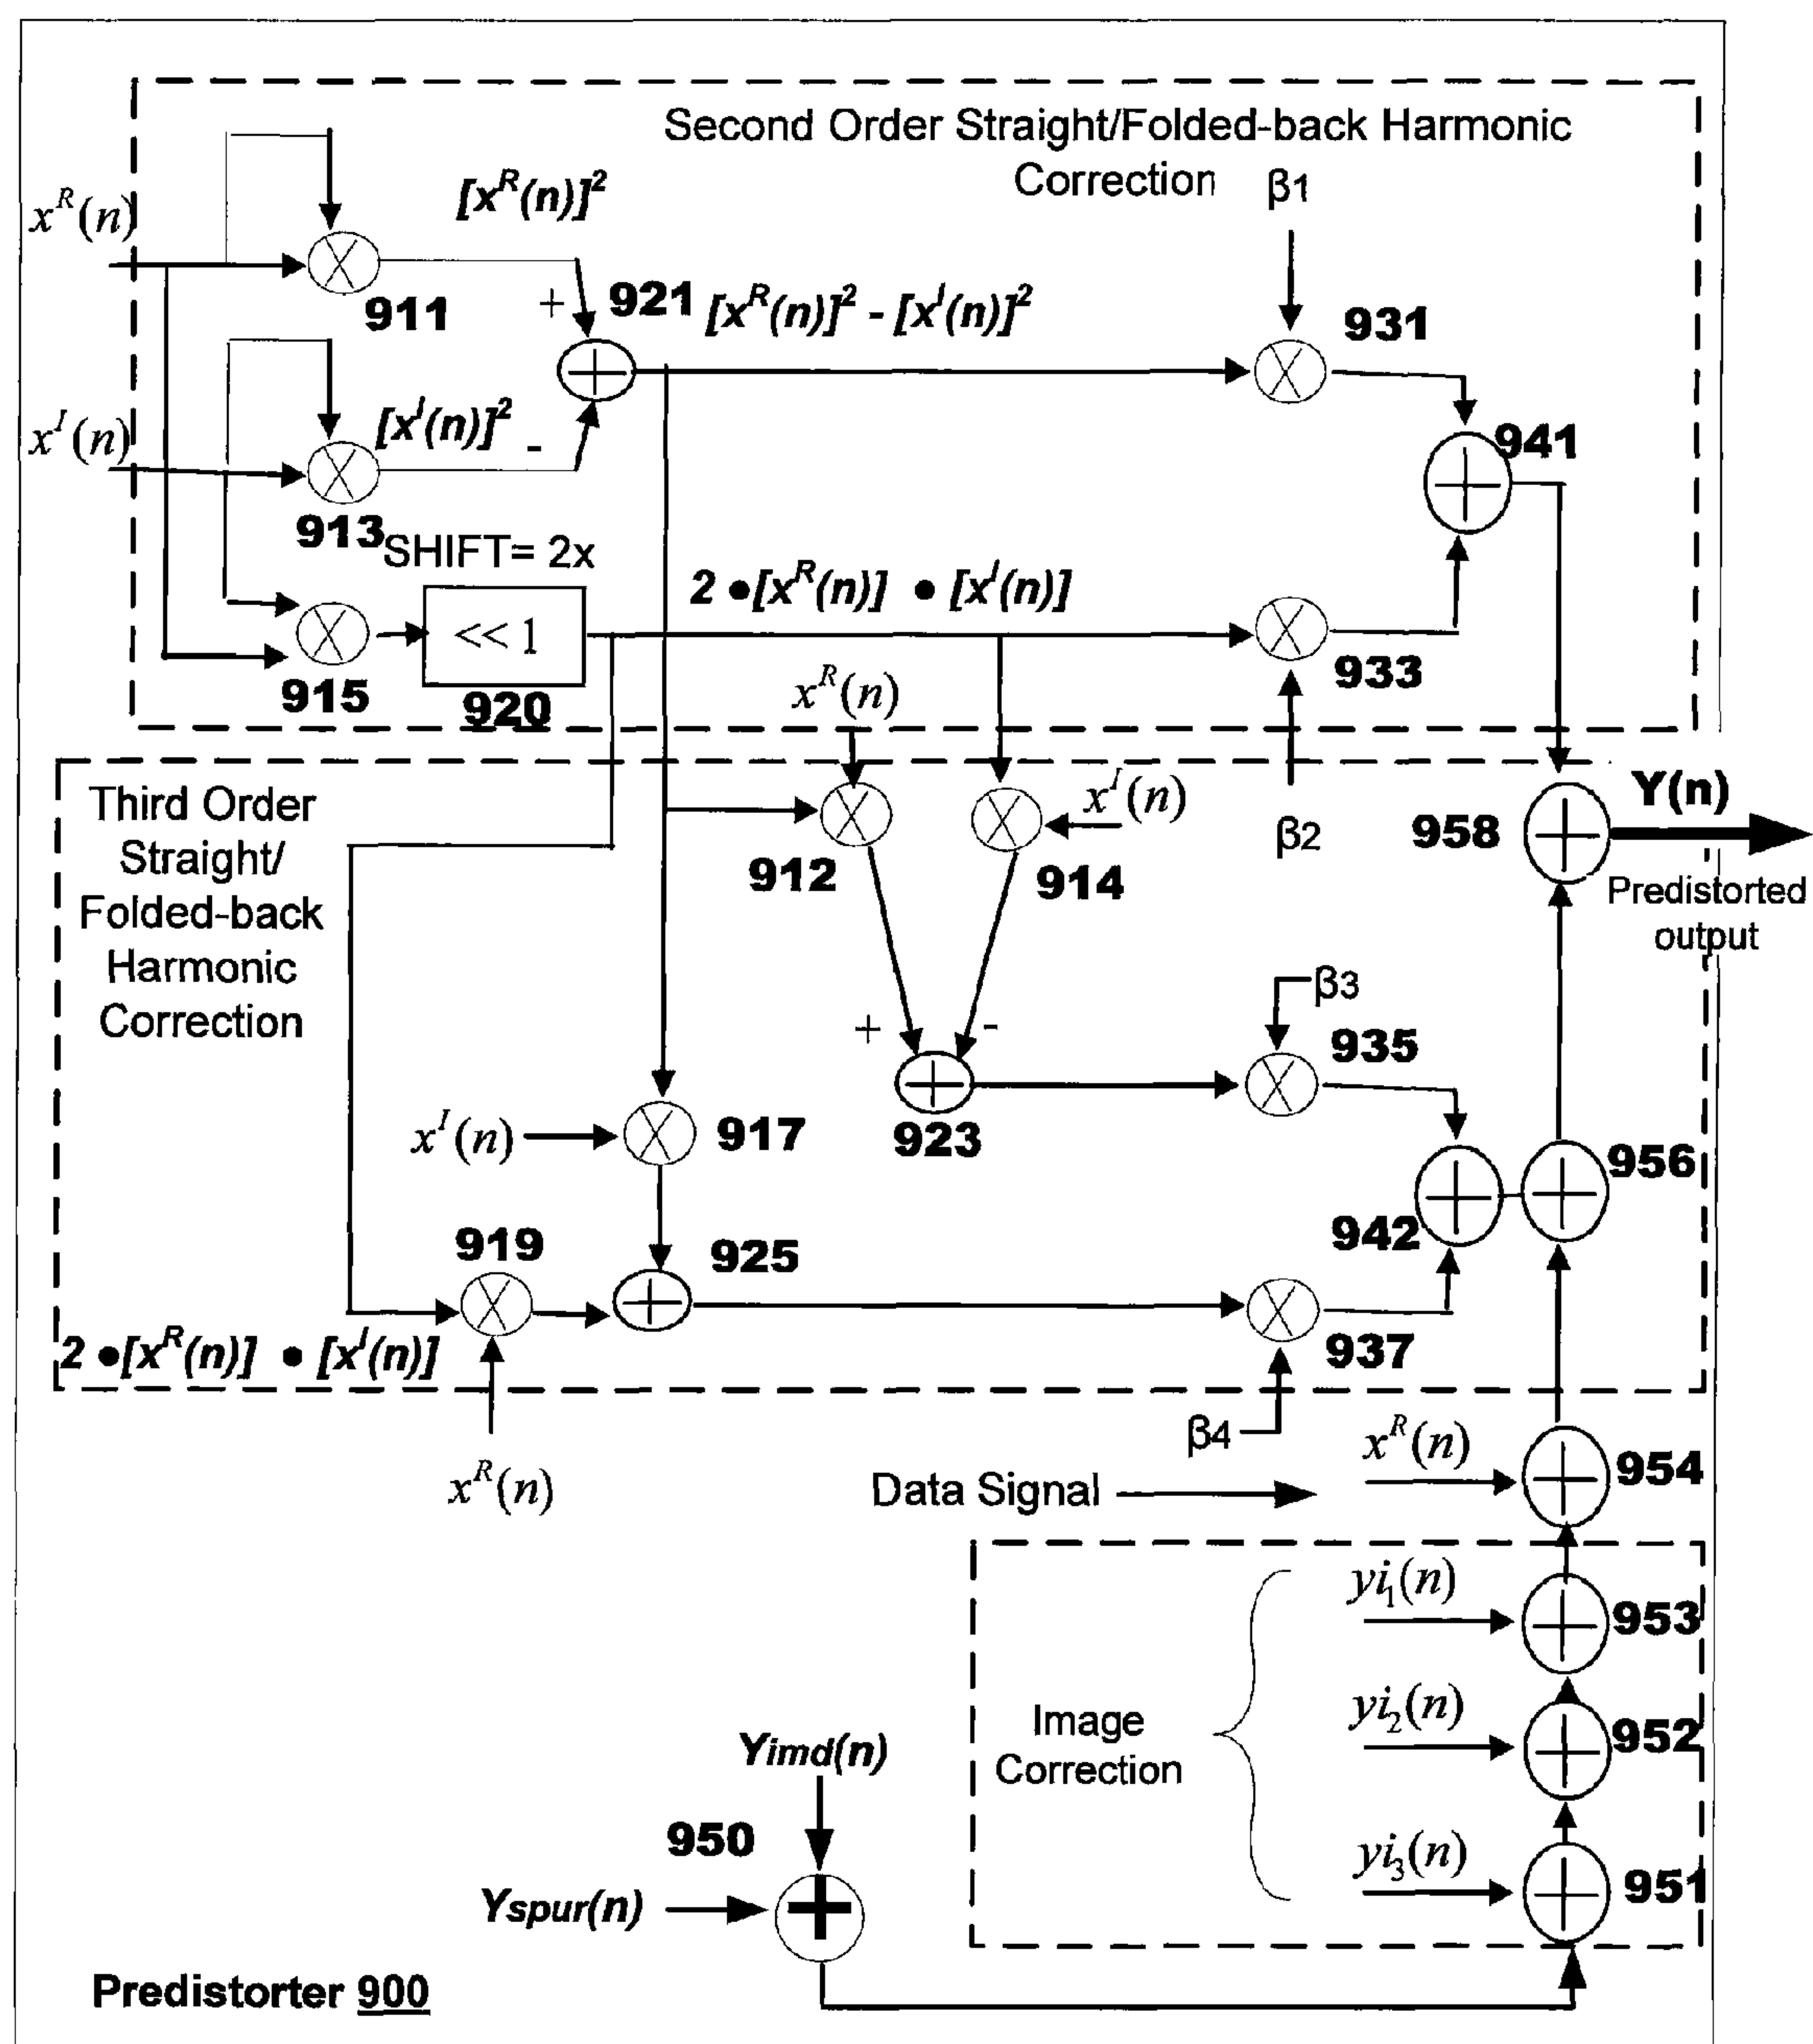 Second Order Straight/Folded-back Harmonic
Correction
β1
x^R(n)
[x^R(n)]^2
911
+
921
[x^R(n)]^2 - [x^I(n)]^2
931
x^I(n)
[x^I(n)]^2
-
941
913
SHIFT= 2x
2 •[x^R(n)] • [x^I(n)]
<< 1
915
920
933
x^R(n)
Third Order
Straight/
Folded-back
Harmonic
Correction
x^I(n)
β2
912
914
958
Y(n)
Predistorted
output
+
-
β3
935
923
x^I(n)
917
956
942
919
925
2 •[x^R(n)] • [x^I(n)]
937
β4
x^R(n)
x^R(n)
Data Signal
954
yi₁(n)
953
Image
Correction
yi₂(n)
952
Yimd(n)
950
yi₃(n)
951
Yspur(n)
Predistorter 900